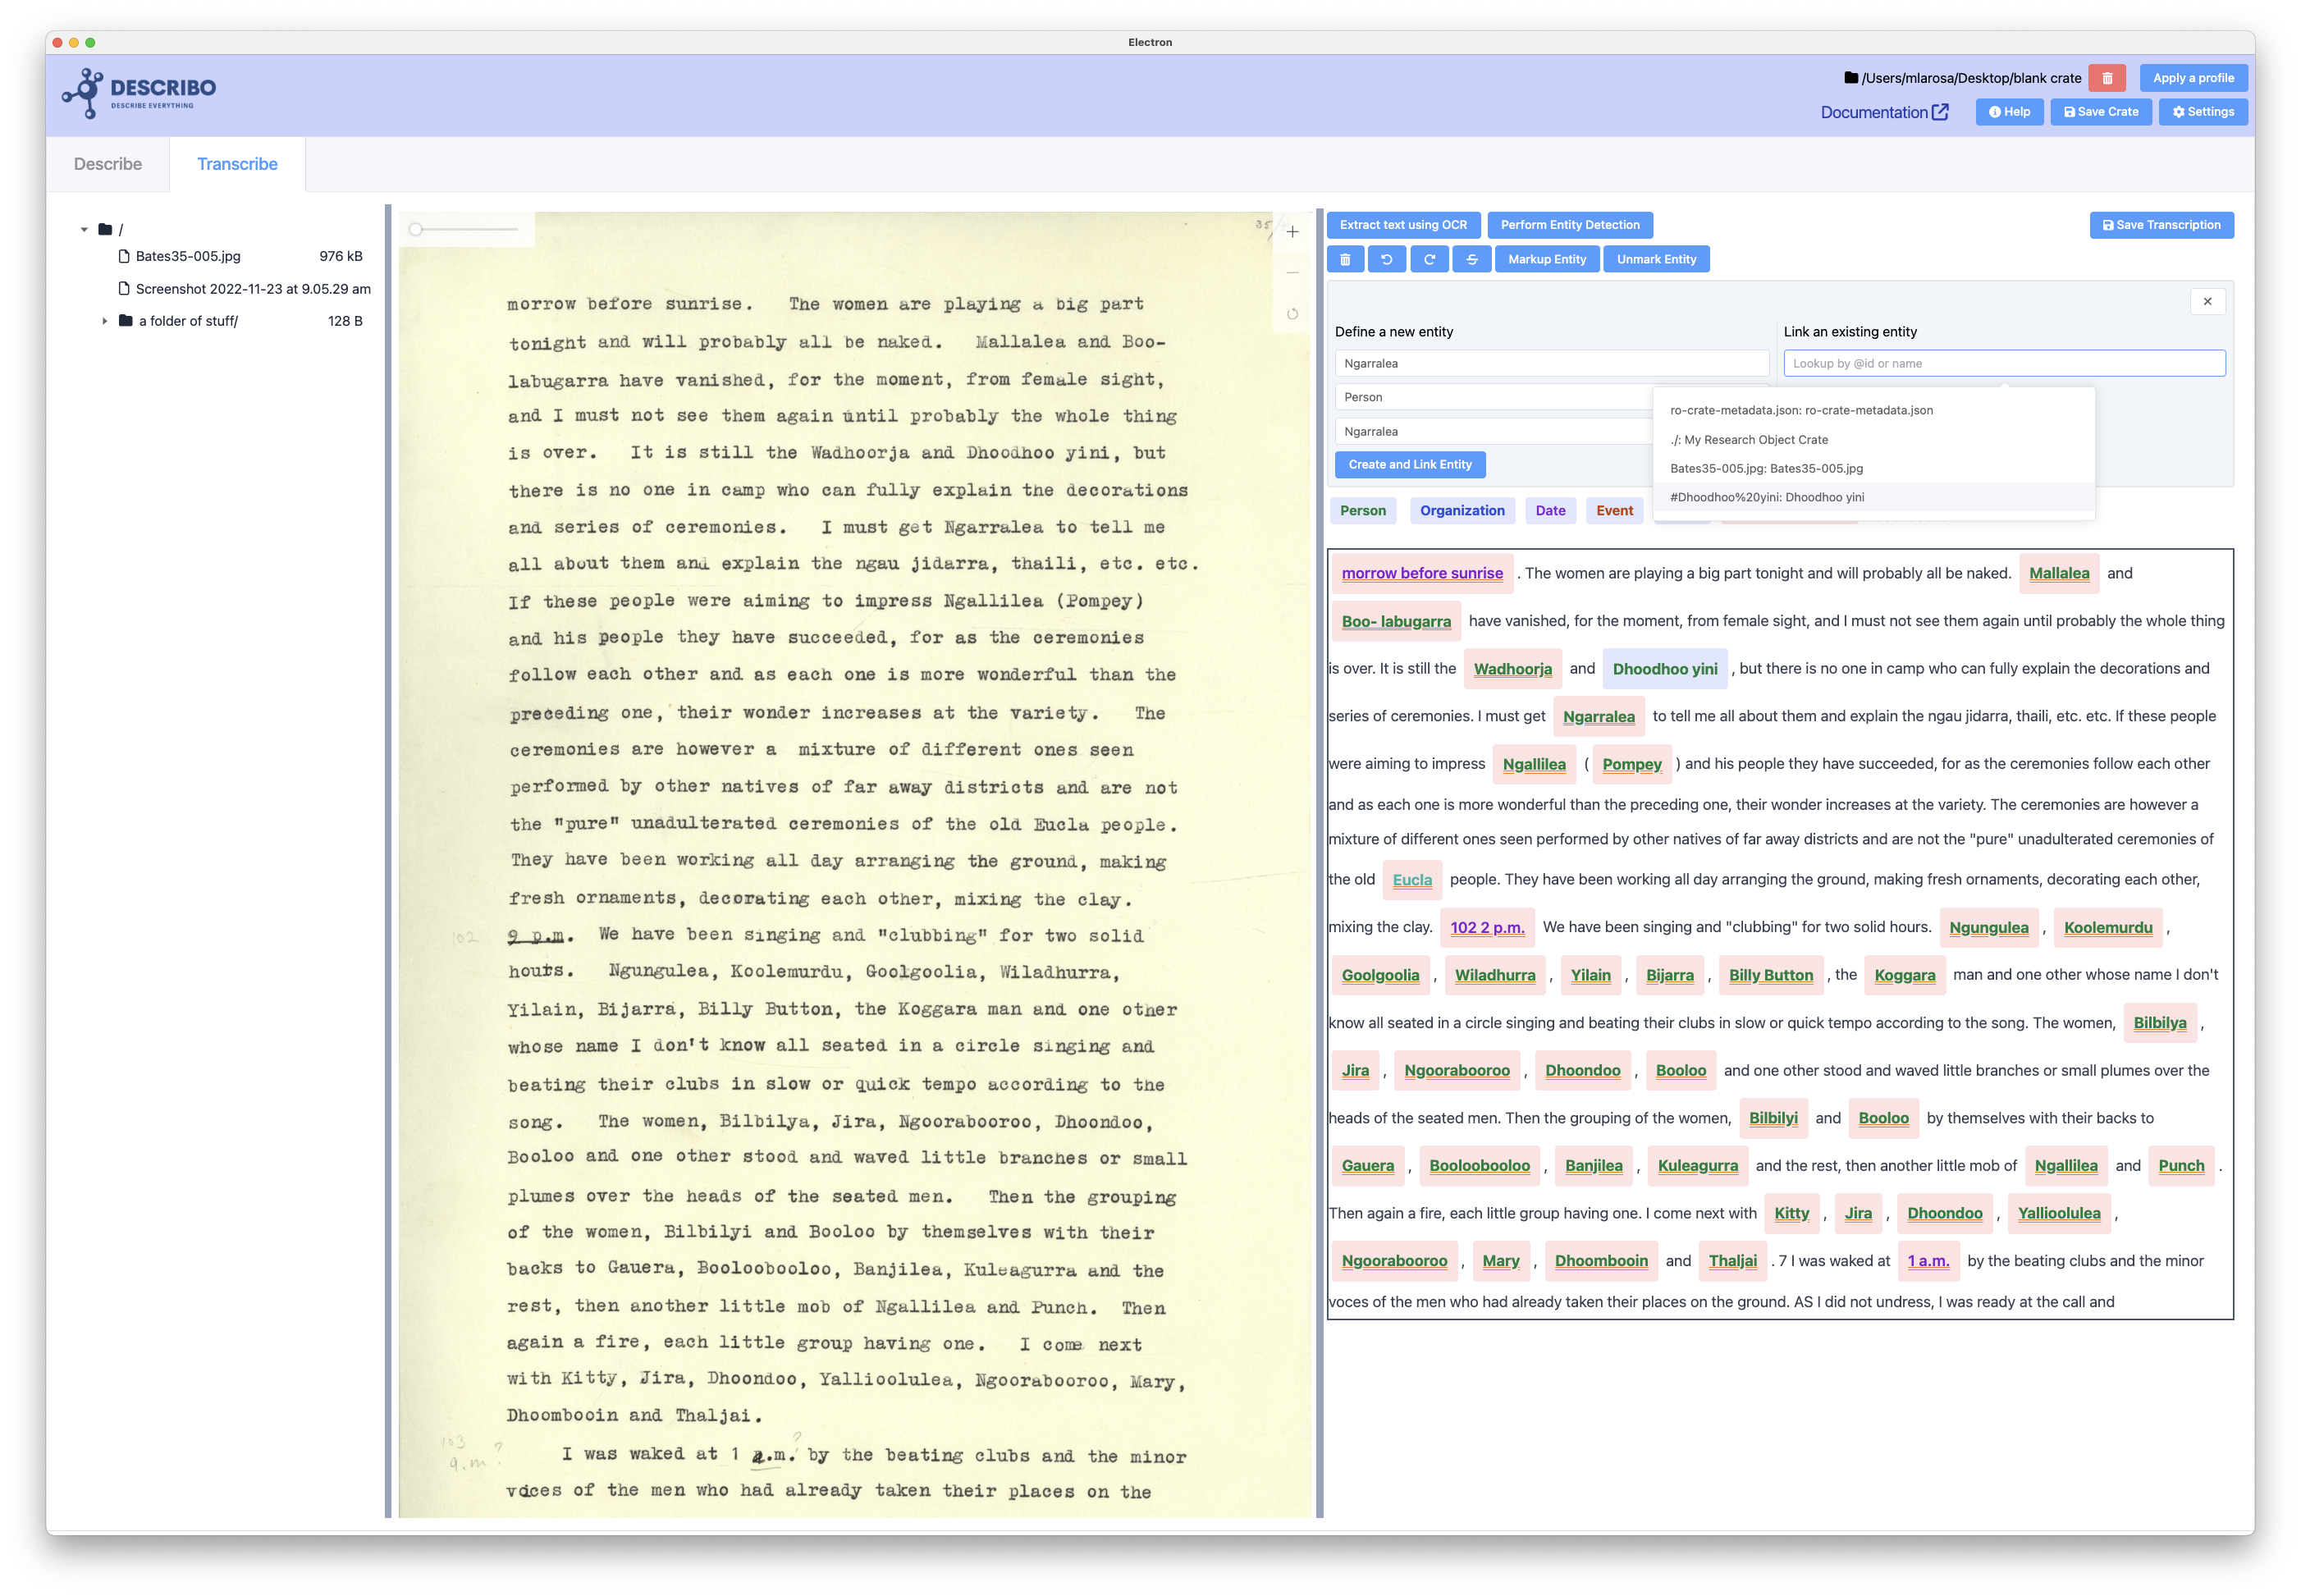 Electron
DESCRIBO
DESCRIBE EVERYTHING
/Users/mlarosa/Desktop/blank crate
Apply a profile
Documentation
Help
Save Crate
Settings
Describe
Transcribe
/
Bates35-005.jpg 976 kB
Screenshot 2022-11-23 at 9.05.29 am
a folder of stuff/ 128 B
35/
morrow before sunrise. The women are playing a big part
tonight and will probably all be naked. Mallalea and Boo-
labugarra have vanished, for the moment, from female sight,
and I must not see them again until probably the whole thing
is over. It is still the Wadhoorja and Dhoodhoo yini, but
there is no one in camp who can fully explain the decorations
and series of ceremonies. I must get Ngarralea to tell me
all about them and explain the ngau jidarra, thaili, etc. etc.
If these people were aiming to impress Ngallilea (Pompey)
and his people they have succeeded, for as the ceremonies
follow each other and as each one is more wonderful than the
preceding one, their wonder increases at the variety. The
ceremonies are however a mixture of different ones seen
performed by other natives of far away districts and are not
the "pure" unadulterated ceremonies of the old Eucla people.
They have been working all day arranging the ground, making
fresh ornaments, decorating each other, mixing the clay.
102 9 p.m. We have been singing and "clubbing" for two solid
hours. Ngungulea, Koolemurdu, Goolgoolia, Wiladhurra,
Yilain, Bijarra, Billy Button, the Koggara man and one other
whose name I don't know all seated in a circle singing and
beating their clubs in slow or quick tempo according to the
song. The women, Bilbilya, Jira, Ngoorabooroo, Dhoondoo,
Booloo and one other stood and waved little branches or small
plumes over the heads of the seated men. Then the grouping
of the women, Bilbilyi and Booloo by themselves with their
backs to Gauera, Booloobooloo, Banjilea, Kuleagurra and the
rest, then another little mob of Ngallilea and Punch. Then
again a fire, each little group having one. I come next
with Kitty, Jira, Dhoondoo, Yallioolulea, Ngoorabooroo, Mary,
Dhoombooin and Thaljai.
103 ?
9.m ? I was waked at 1 a.m.? by the beating clubs and the minor
voces of the men who had already taken their places on the
Extract text using OCR
Perform Entity Detection
Save Transcription
Markup Entity
Unmark Entity
Define a new entity
Ngarralea
Person
Ngarralea
Create and Link Entity
Link an existing entity
Lookup by @id or name
ro-crate-metadata.json: ro-crate-metadata.json
./: My Research Object Crate
Bates35-005.jpg: Bates35-005.jpg
#Dhoodhoo%20yini: Dhoodhoo yini
Person Organization Date Event
morrow before sunrise . The women are playing a big part tonight and will probably all be naked. Mallalea and
Boo- labugarra have vanished, for the moment, from female sight, and I must not see them again until probably the whole thing
is over. It is still the Wadhoorja and Dhoodhoo yini , but there is no one in camp who can fully explain the decorations and
series of ceremonies. I must get Ngarralea to tell me all about them and explain the ngau jidarra, thaili, etc. etc. If these people
were aiming to impress Ngallilea ( Pompey ) and his people they have succeeded, for as the ceremonies follow each other
and as each one is more wonderful than the preceding one, their wonder increases at the variety. The ceremonies are however a
mixture of different ones seen performed by other natives of far away districts and are not the "pure" unadulterated ceremonies of
the old Eucla people. They have been working all day arranging the ground, making fresh ornaments, decorating each other,
mixing the clay. 102 2 p.m. We have been singing and "clubbing" for two solid hours. Ngungulea , Koolemurdu ,
Goolgoolia , Wiladhurra , Yilain , Bijarra , Billy Button , the Koggara man and one other whose name I don't
know all seated in a circle singing and beating their clubs in slow or quick tempo according to the song. The women, Bilbilya ,
Jira , Ngoorabooroo , Dhoondoo , Booloo and one other stood and waved little branches or small plumes over the
heads of the seated men. Then the grouping of the women, Bilbilyi and Booloo by themselves with their backs to
Gauera , Booloobooloo , Banjilea , Kuleagurra and the rest, then another little mob of Ngallilea and Punch .
Then again a fire, each little group having one. I come next with Kitty , Jira , Dhoondoo , Yallioolulea ,
Ngoorabooroo , Mary , Dhoombooin and Thaljai . 7 I was waked at 1 a.m. by the beating clubs and the minor
voces of the men who had already taken their places on the ground. AS I did not undress, I was ready at the call and